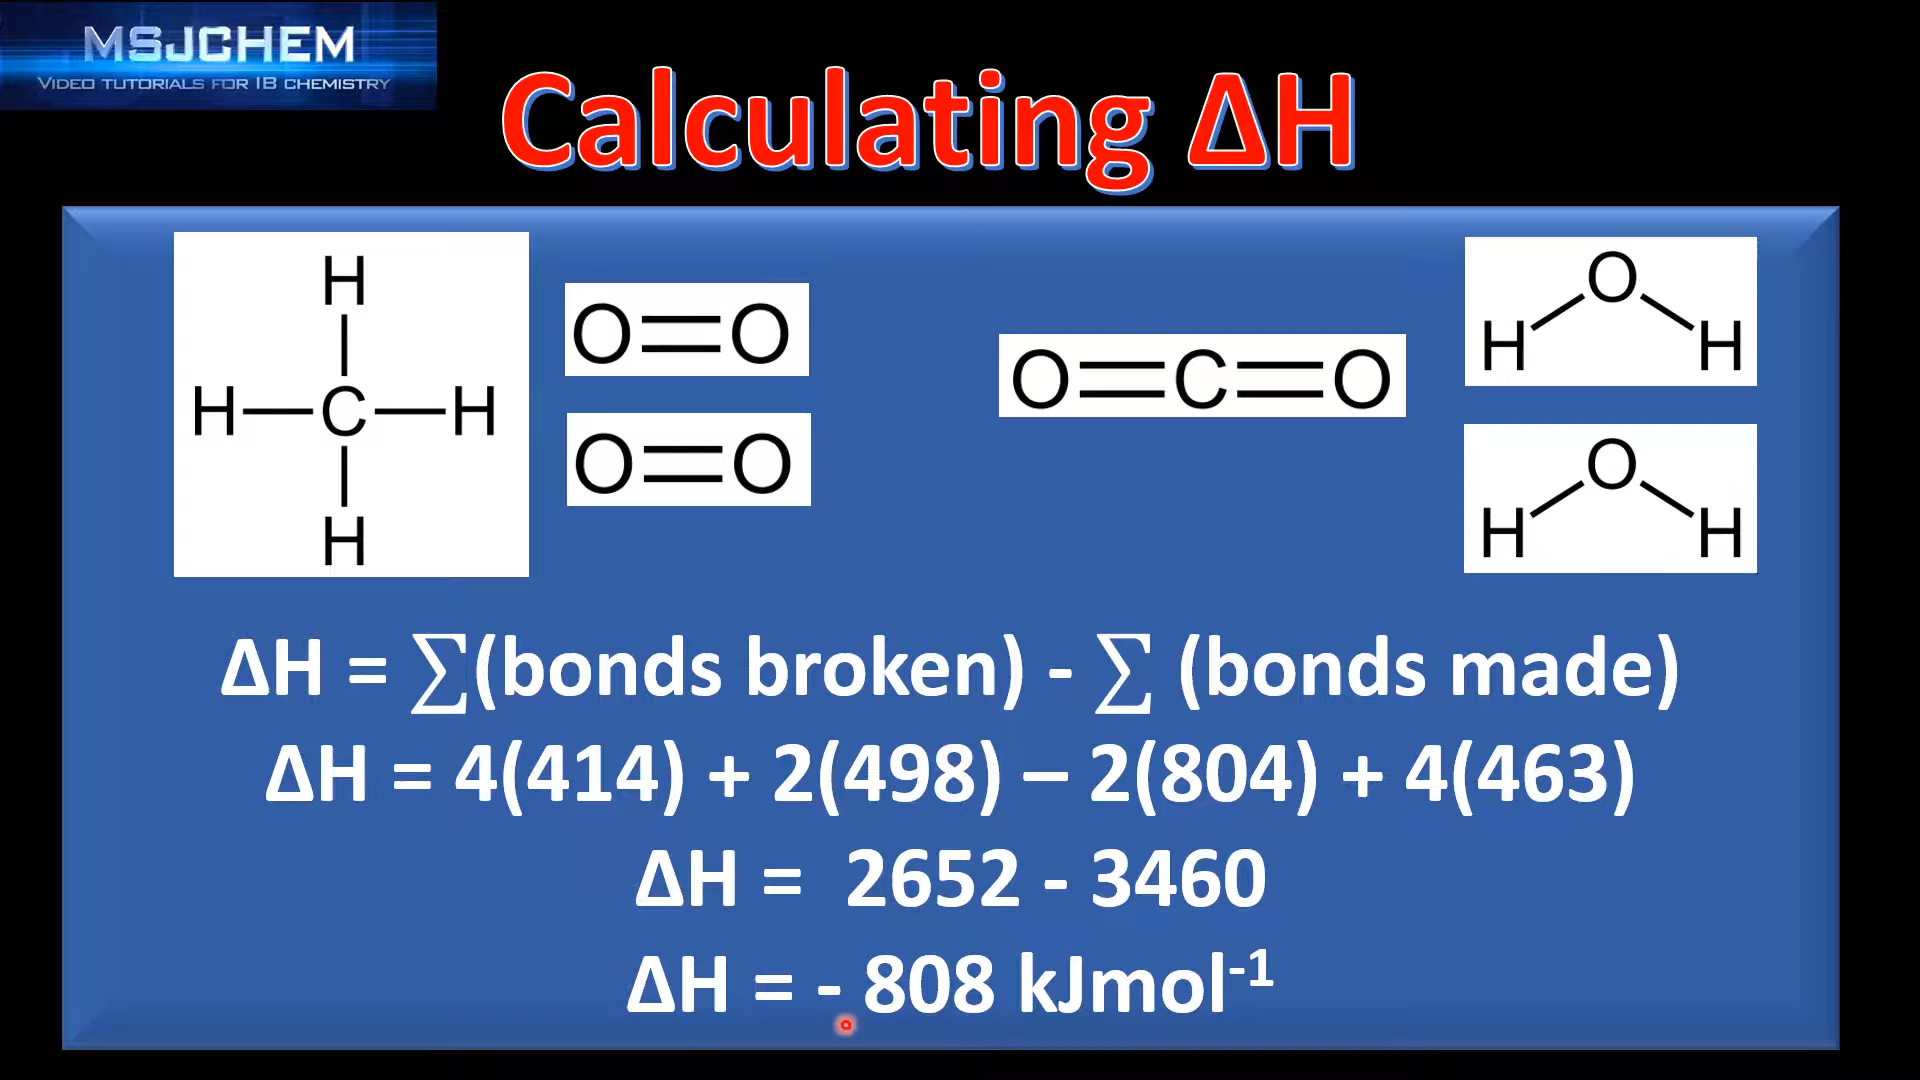 MSJCHEM
VIDEO TUTORIALS FOR IB CHEMISTRY
Calculating ΔH
H
H C H
H
O=O
O=O
O=C=O
O
H H
O
H H
ΔH = ∑(bonds broken) - ∑ (bonds made)
ΔH = 4(414) + 2(498) – 2(804) + 4(463)
ΔH = 2652 - 3460
ΔH = - 808 kJmol⁻¹